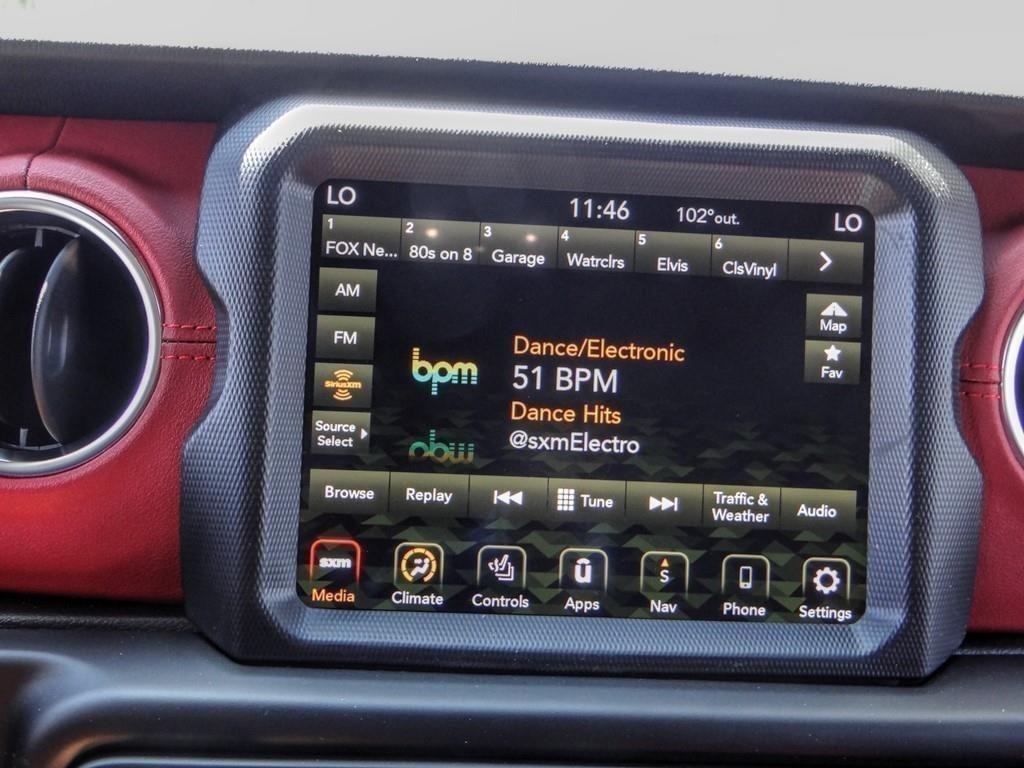 LO 11:46 102° out. LO
1 FOX Ne... 2 80s on 8 3 Garage 4 Watrclrs 5 Elvis 6 ClsVinyl
AM
Map
FM
Fav
bpm
Dance/Electronic
51 BPM
Dance Hits
@sxmElectro
SiriusXM
Source
Select
Browse Replay Tune Traffic &
Weather Audio
sxm u S
Media Climate Controls Apps Nav Phone Settings